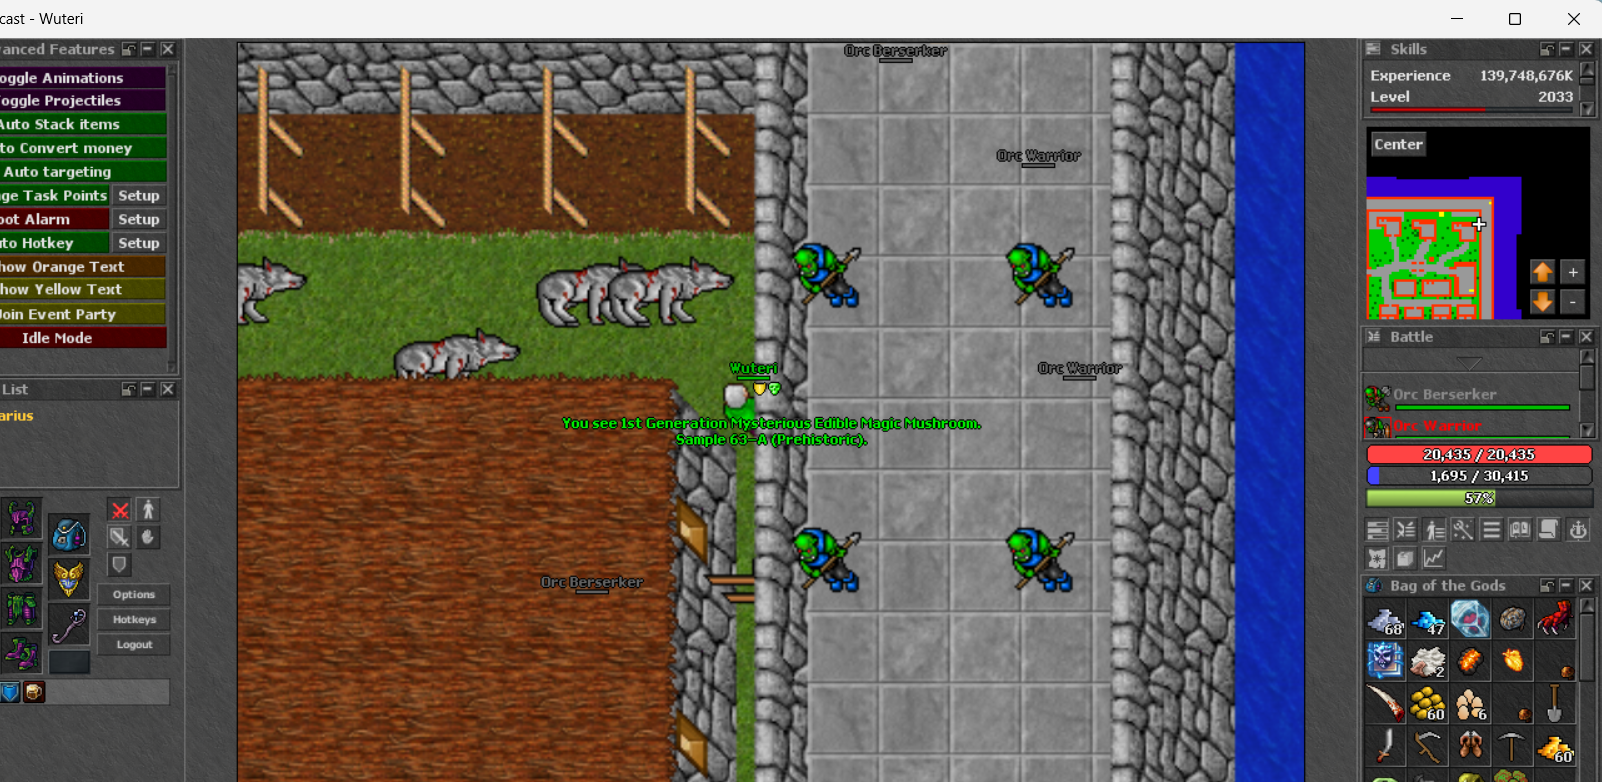 cast - Wuteri
vanced Features
oggle Animations
oggle Projectiles
Auto Stack items
to Convert money
Auto targeting
nge Task Points
Setup
oot Alarm
Setup
uto Hotkey
Setup
how Orange Text
how Yellow Text
Join Event Party
Idle Mode
List
arius
Options
Hotkeys
Logout
Orc Berserker
Orc Warrior
Orc Warrior
Wuteri
You see 1st Generation Mysterious Edible Magic Mushroom.
Sample 63-A (Prehistoric).
Orc Berserker
Skills
Experience 139,748,676K
Level 2033
Center
+
-
Battle
Orc Berserker
Orc Warrior
20,435 / 20,435
1,695 / 30,415
57%
Bag of the Gods
68
47
2
60
6
60